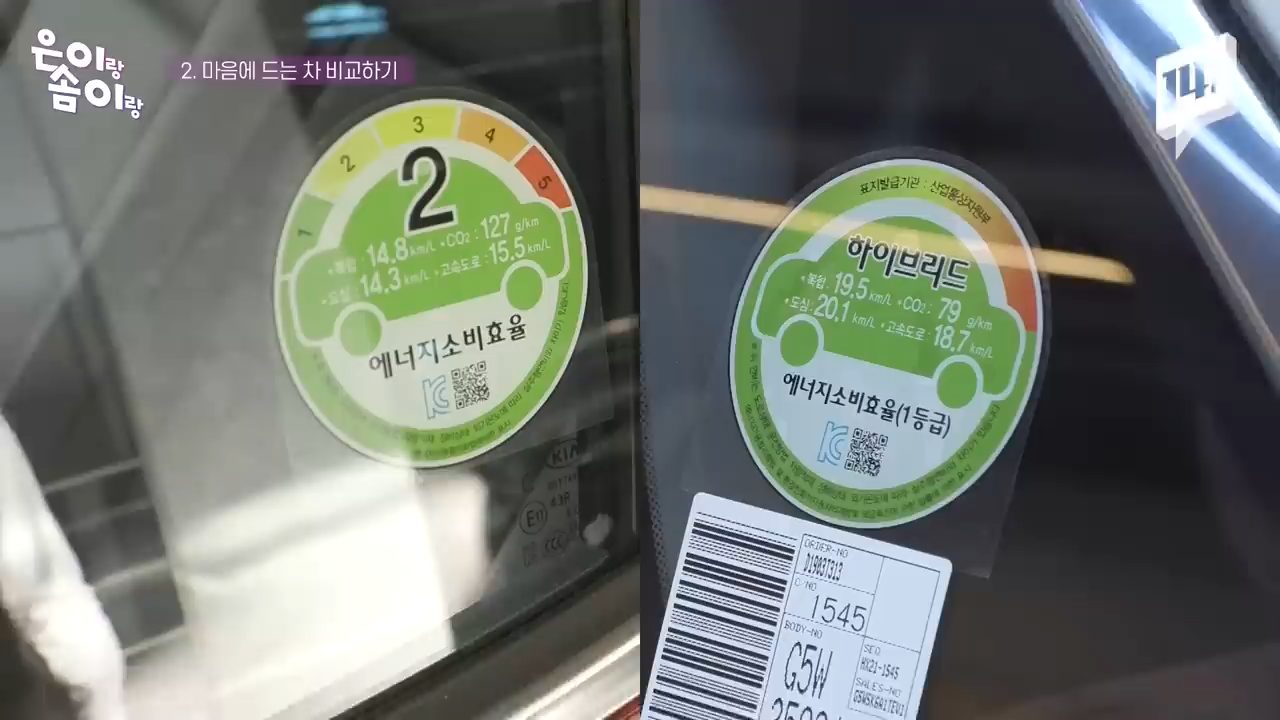 은이랑
솜이랑
2. 마음에 드는 차 비교하기
14F
1 2 3 4 5
2
• 복합 : 14.8 km/L • CO2 : 127 g/km
• 도심 : 14.3 km/L • 고속도로 : 15.5 km/L
에너지소비효율
KIA
표지발급기관 : 산업통상자원부
하이브리드
• 복합 : 19.5 km/L • CO2 : 79 g/km
• 도심 : 20.1 km/L • 고속도로 : 18.7 km/L
에너지소비효율(1등급)
ORDER-NO
D1903T313
C-NO
1545
BODY-NO
G5W
SEQ
WK21-1545
SALES-NO